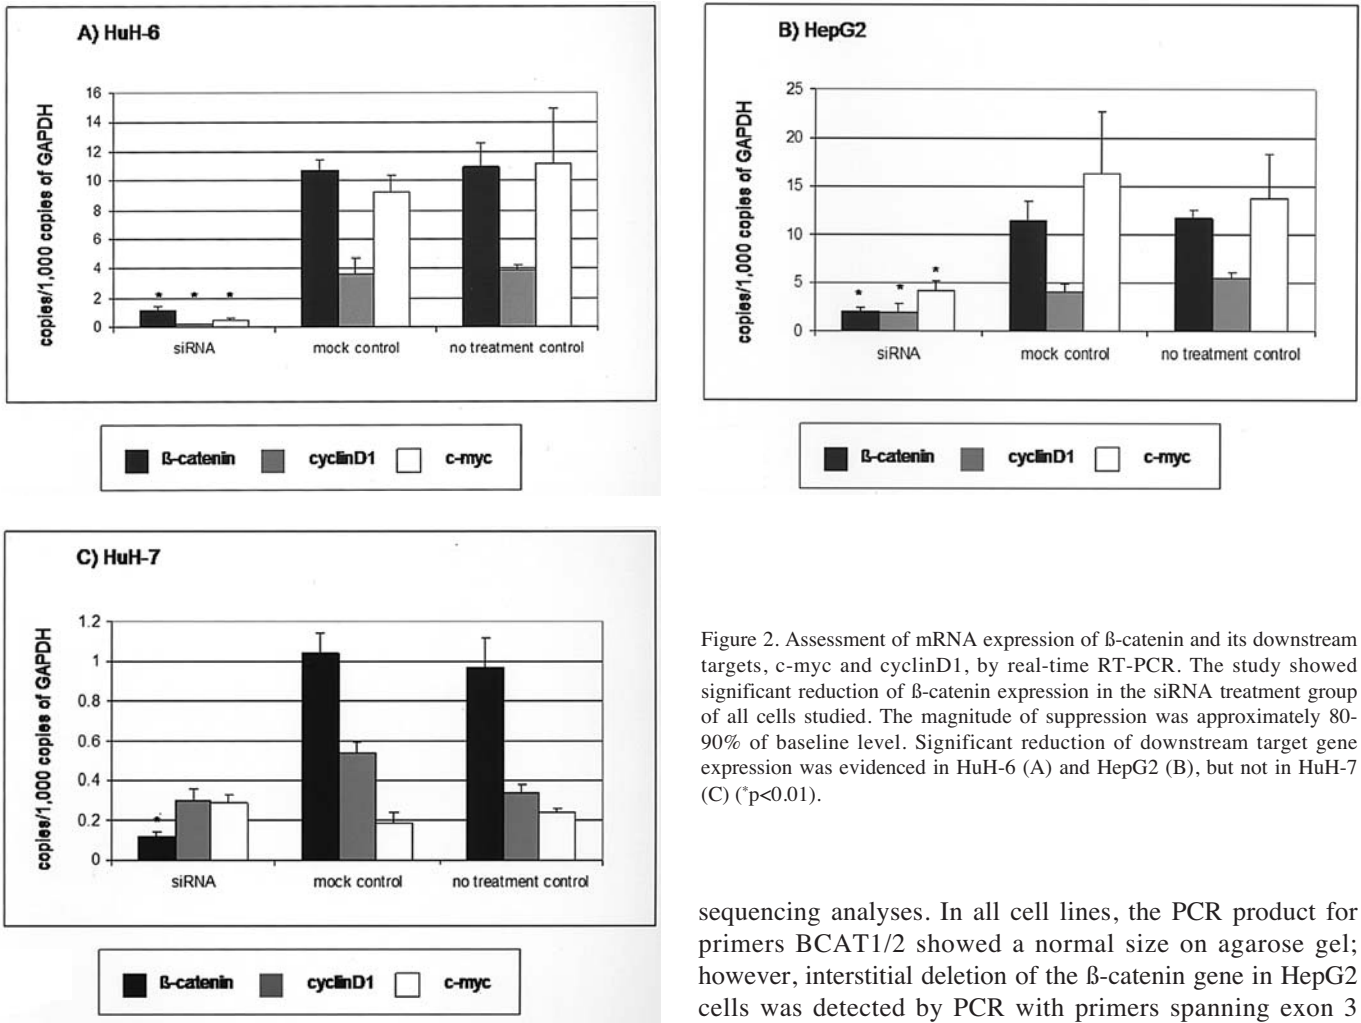 A) HuH-6
copies/1,000 copies of GAPDH
16
14
12
10
8
6
4
2
0
* * *
siRNA mock control no treatment control
ß-catenin cyclinD1 c-myc
B) HepG2
copies/1,000 copies of GAPDH
25
20
15
10
5
0
* * *
siRNA mock control no treatment control
ß-catenin cyclinD1 c-myc
C) HuH-7
copies/1,000 copies of GAPDH
1.2
1
0.8
0.6
0.4
0.2
0
*
siRNA mock control no treatment control
ß-catenin cyclinD1 c-myc
Figure 2. Assessment of mRNA expression of ß-catenin and its downstream
targets, c-myc and cyclinD1, by real-time RT-PCR. The study showed
significant reduction of ß-catenin expression in the siRNA treatment group
of all cells studied. The magnitude of suppression was approximately 80-
90% of baseline level. Significant reduction of downstream target gene
expression was evidenced in HuH-6 (A) and HepG2 (B), but not in HuH-7
(C) (*p<0.01).
sequencing analyses. In all cell lines, the PCR product for
primers BCAT1/2 showed a normal size on agarose gel;
however, interstitial deletion of the ß-catenin gene in HepG2
cells was detected by PCR with primers spanning exon 3